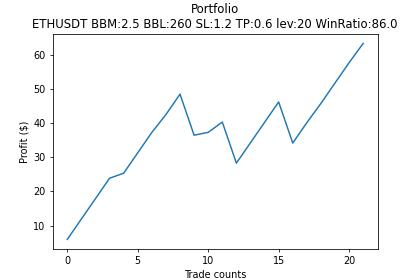 Portfolio
ETHUSDT BBM:2.5 BBL:260 SL:1.2 TP:0.6 lev:20 WinRatio:86.0
Profit ($)
60
50
40
30
20
10
0 5 10 15 20
Trade counts